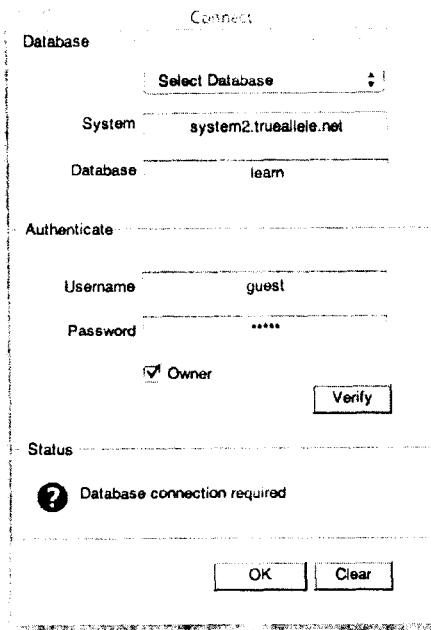 Connect
Database
Select Database
System system2.trueallele.net
Database learn
Authenticate
Username guest
Password •••••
Owner
Verify
Status
? Database connection required
OK Clear